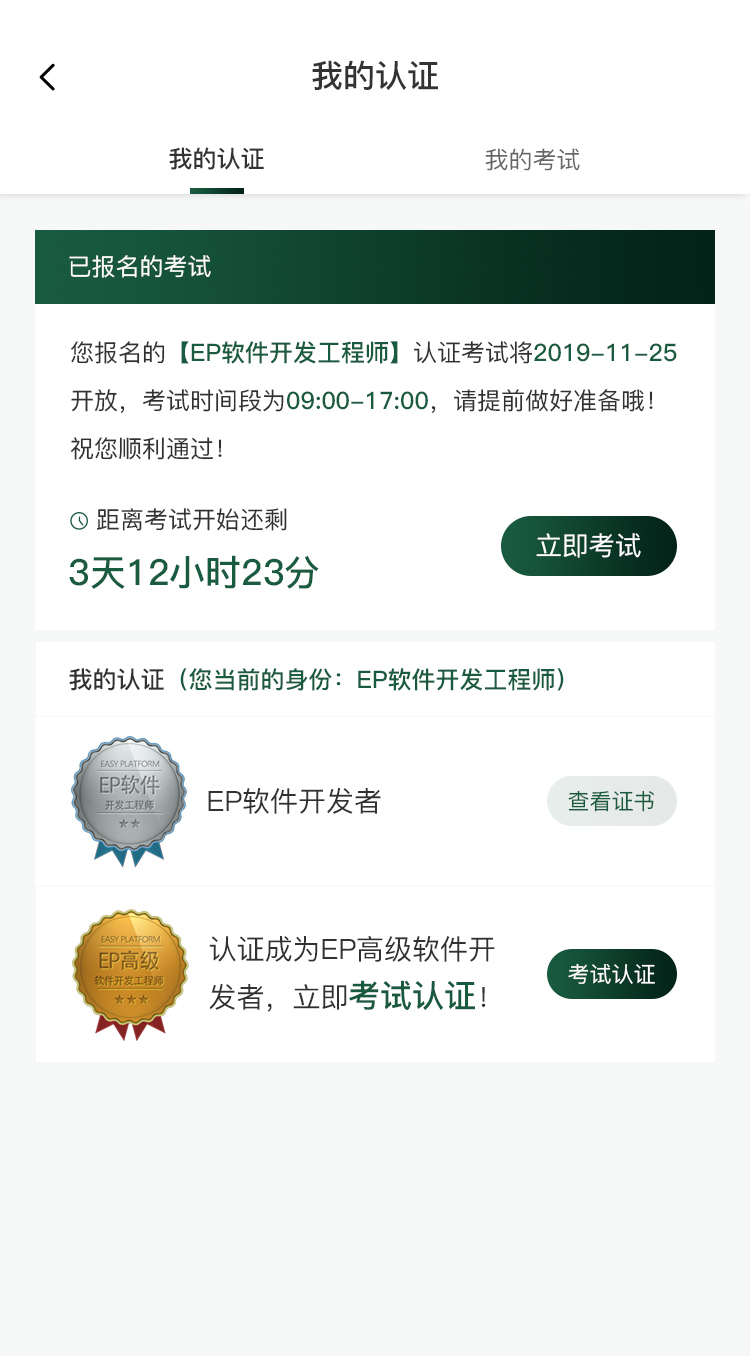 我的认证
我的认证
我的考试
已报名的考试
您报名的【EP软件开发工程师】认证考试将2019-11-25
开放，考试时间段为09:00-17:00，请提前做好准备哦！
祝您顺利通过！
距离考试开始还剩
3天12小时23分
立即考试
我的认证（您当前的身份：EP软件开发工程师）
EASY PLATFORM
EP软件
开发工程师
EP软件开发者
查看证书
EASY PLATFORM
EP高级
软件开发工程师
认证成为EP高级软件开
发者，立即考试认证！
考试认证